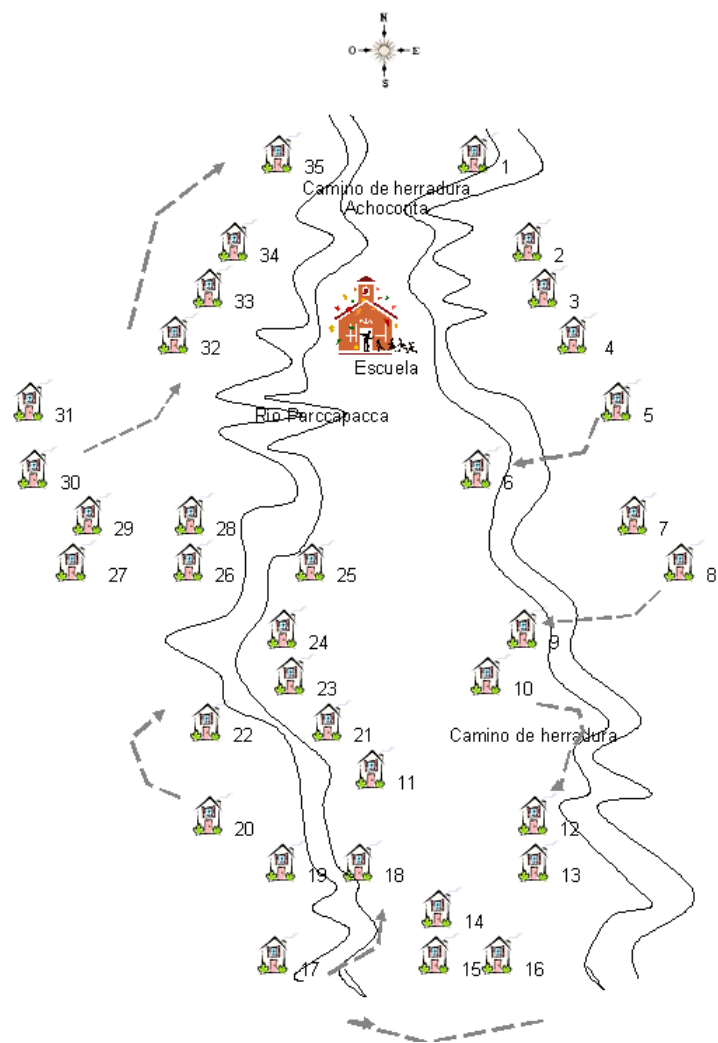 N
O E
S
35 1
Camino de herradura
Achoconta
34 2
33 3
32 4
Escuela
31 5
Rio Parccapacca
30 6
29 28 7
27 26 25 8
24 9
23 10
22 21 Camino de herradura
11
20 12
19 18 13
14
17 15 16